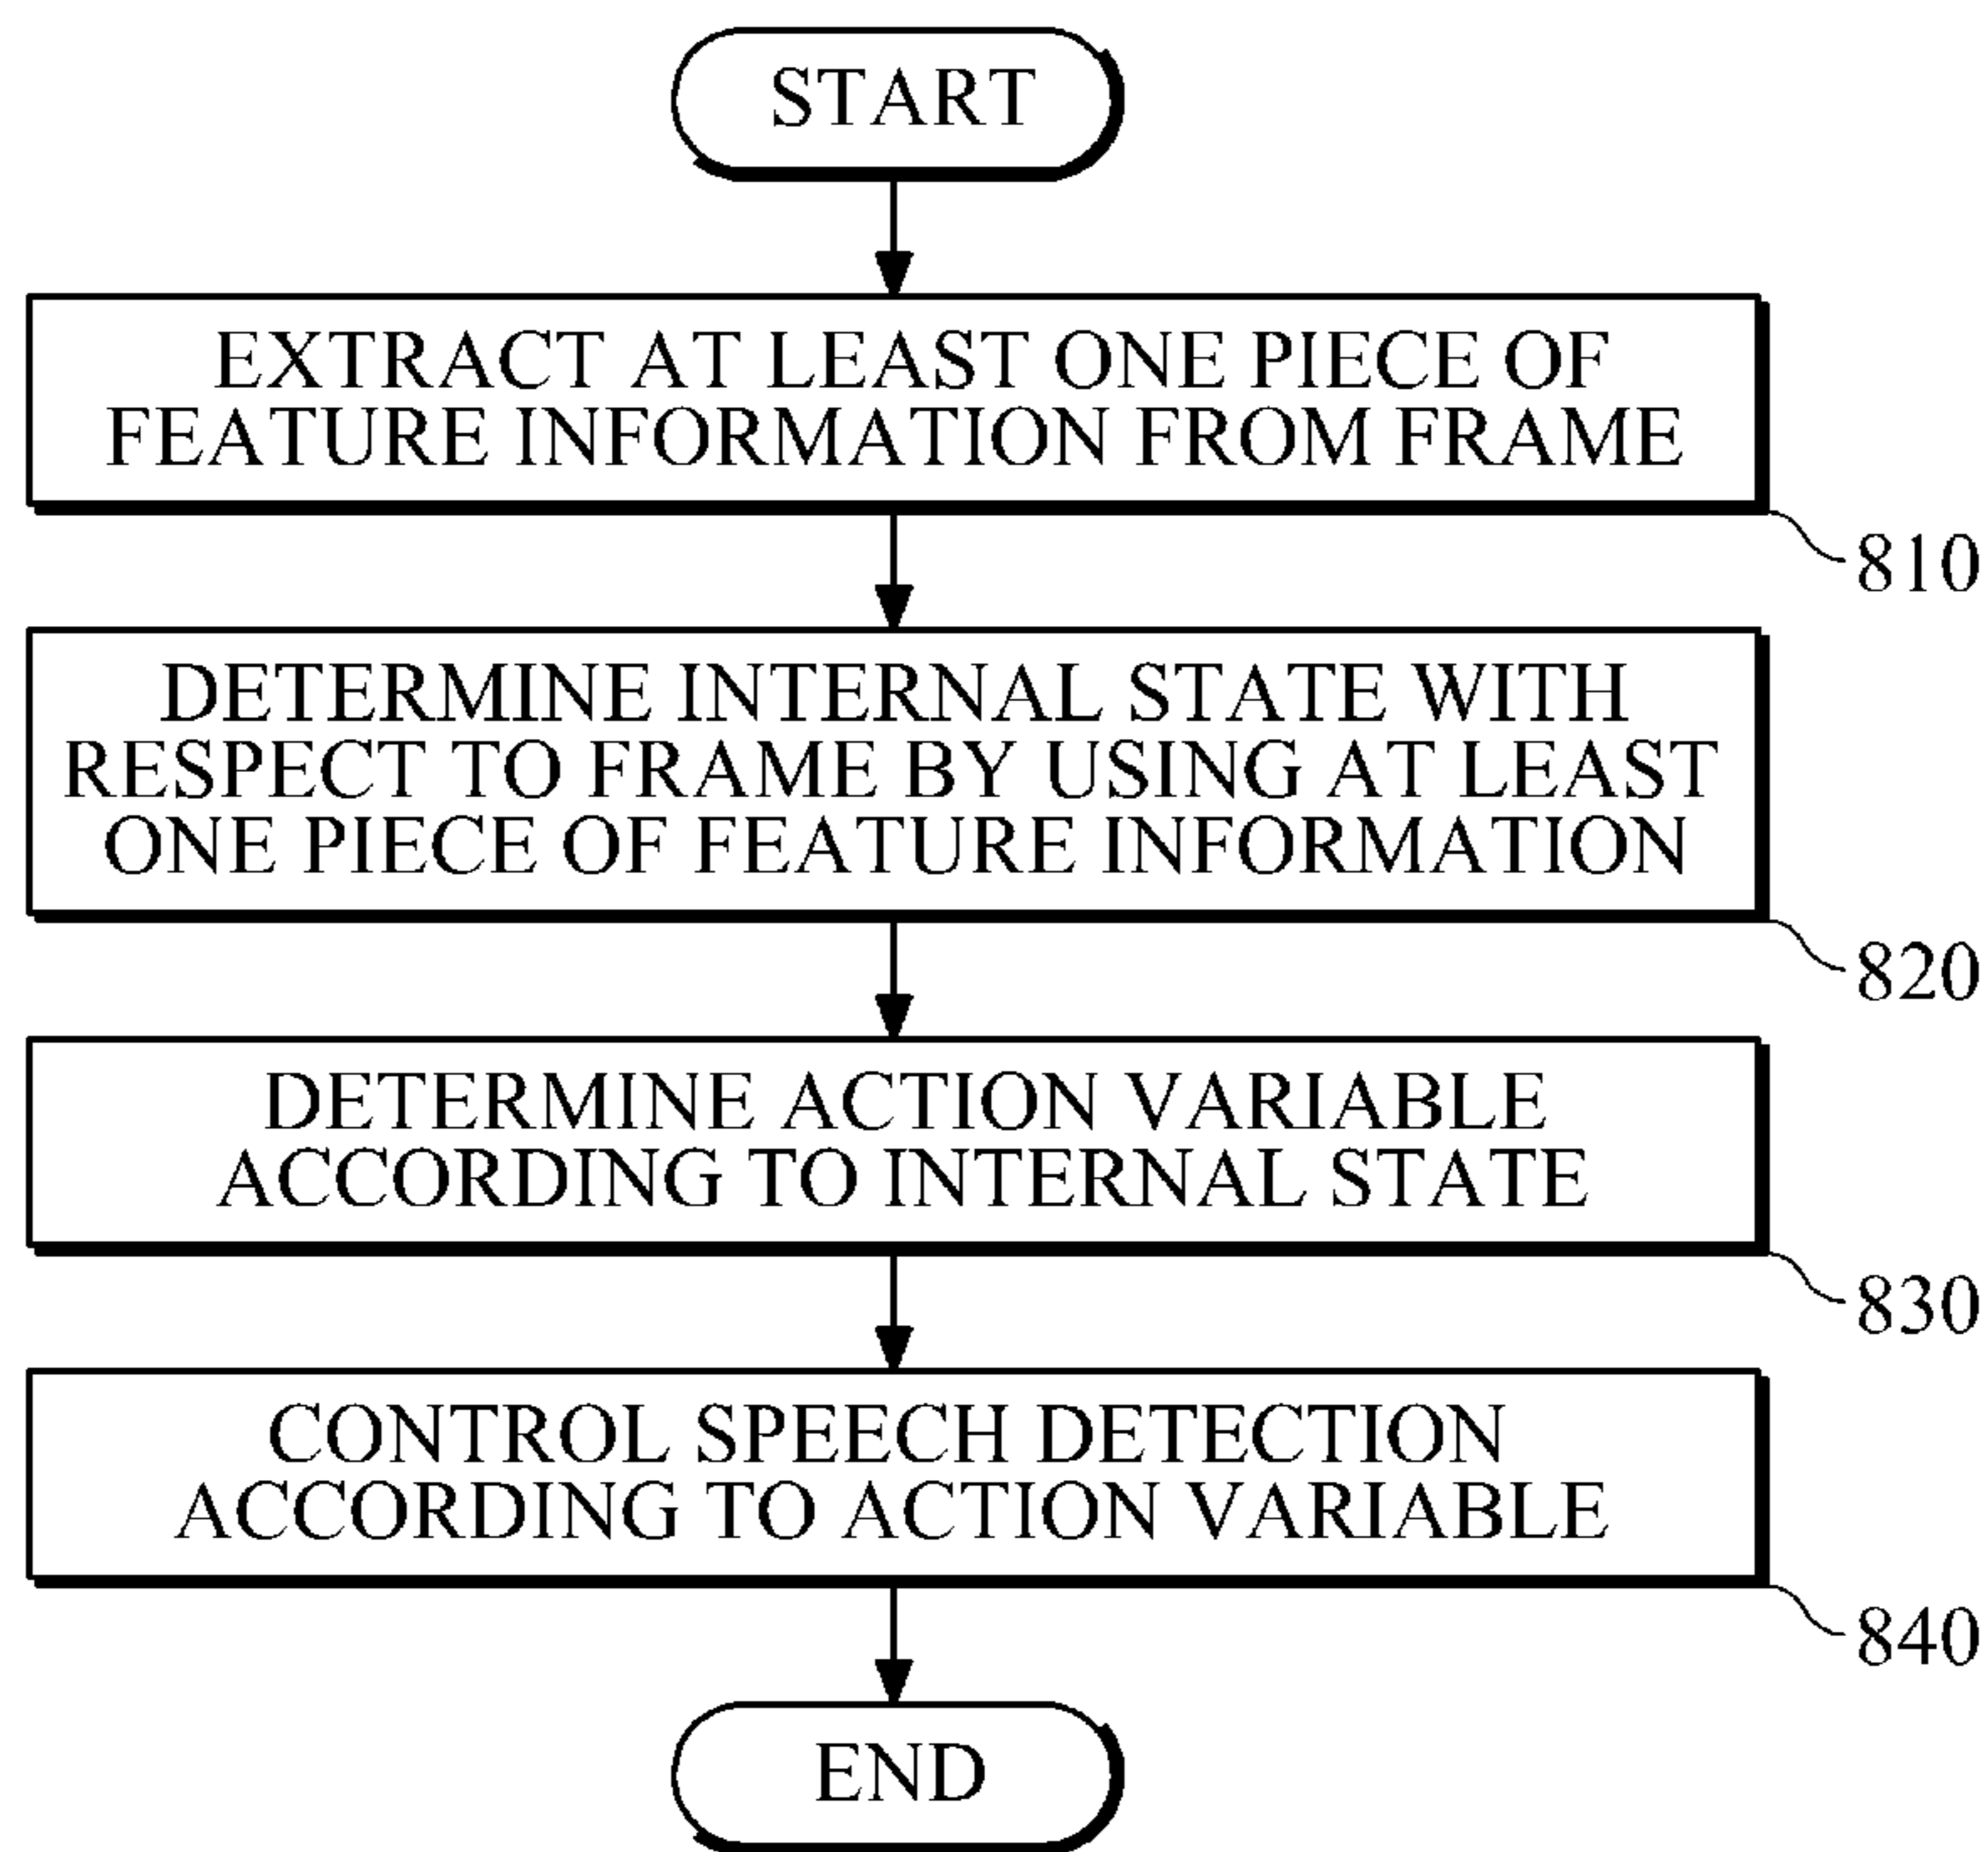 START
EXTRACT AT LEAST ONE PIECE OF
FEATURE INFORMATION FROM FRAME
810
DETERMINE INTERNAL STATE WITH
RESPECT TO FRAME BY USING AT LEAST
ONE PIECE OF FEATURE INFORMATION
820
DETERMINE ACTION VARIABLE
ACCORDING TO INTERNAL STATE
830
CONTROL SPEECH DETECTION
ACCORDING TO ACTION VARIABLE
840
END